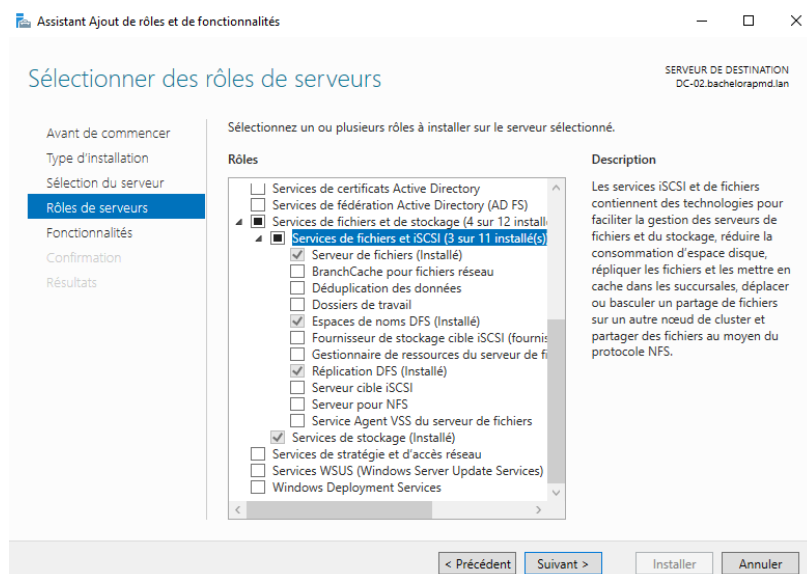 Assistant Ajout de rôles et de fonctionnalités
Sélectionner des rôles de serveurs
SERVEUR DE DESTINATION
DC-02.bachelorapmd.lan
Avant de commencer
Type d'installation
Sélection du serveur
Rôles de serveurs
Fonctionnalités
Confirmation
Résultats
Sélectionnez un ou plusieurs rôles à installer sur le serveur sélectionné.
Rôles
Services de certificats Active Directory
Services de fédération Active Directory (AD FS)
Services de fichiers et de stockage (4 sur 12 install
Services de fichiers et iSCSI (3 sur 11 installé(s)
Serveur de fichiers (Installé)
BranchCache pour fichiers réseau
Déduplication des données
Dossiers de travail
Espaces de noms DFS (Installé)
Fournisseur de stockage cible iSCSI (fournis
Gestionnaire de ressources du serveur de fi
Réplication DFS (Installé)
Serveur cible iSCSI
Serveur pour NFS
Service Agent VSS du serveur de fichiers
Services de stockage (Installé)
Services de stratégie et d'accès réseau
Services WSUS (Windows Server Update Services)
Windows Deployment Services
Description
Les services iSCSI et de fichiers
contiennent des technologies pour
faciliter la gestion des serveurs de
fichiers et du stockage, réduire la
consommation d'espace disque,
répliquer les fichiers et les mettre en
cache dans les succursales, déplacer
ou basculer un partage de fichiers
sur un autre nœud de cluster et
partager des fichiers au moyen du
protocole NFS.
< Précédent
Suivant >
Installer
Annuler